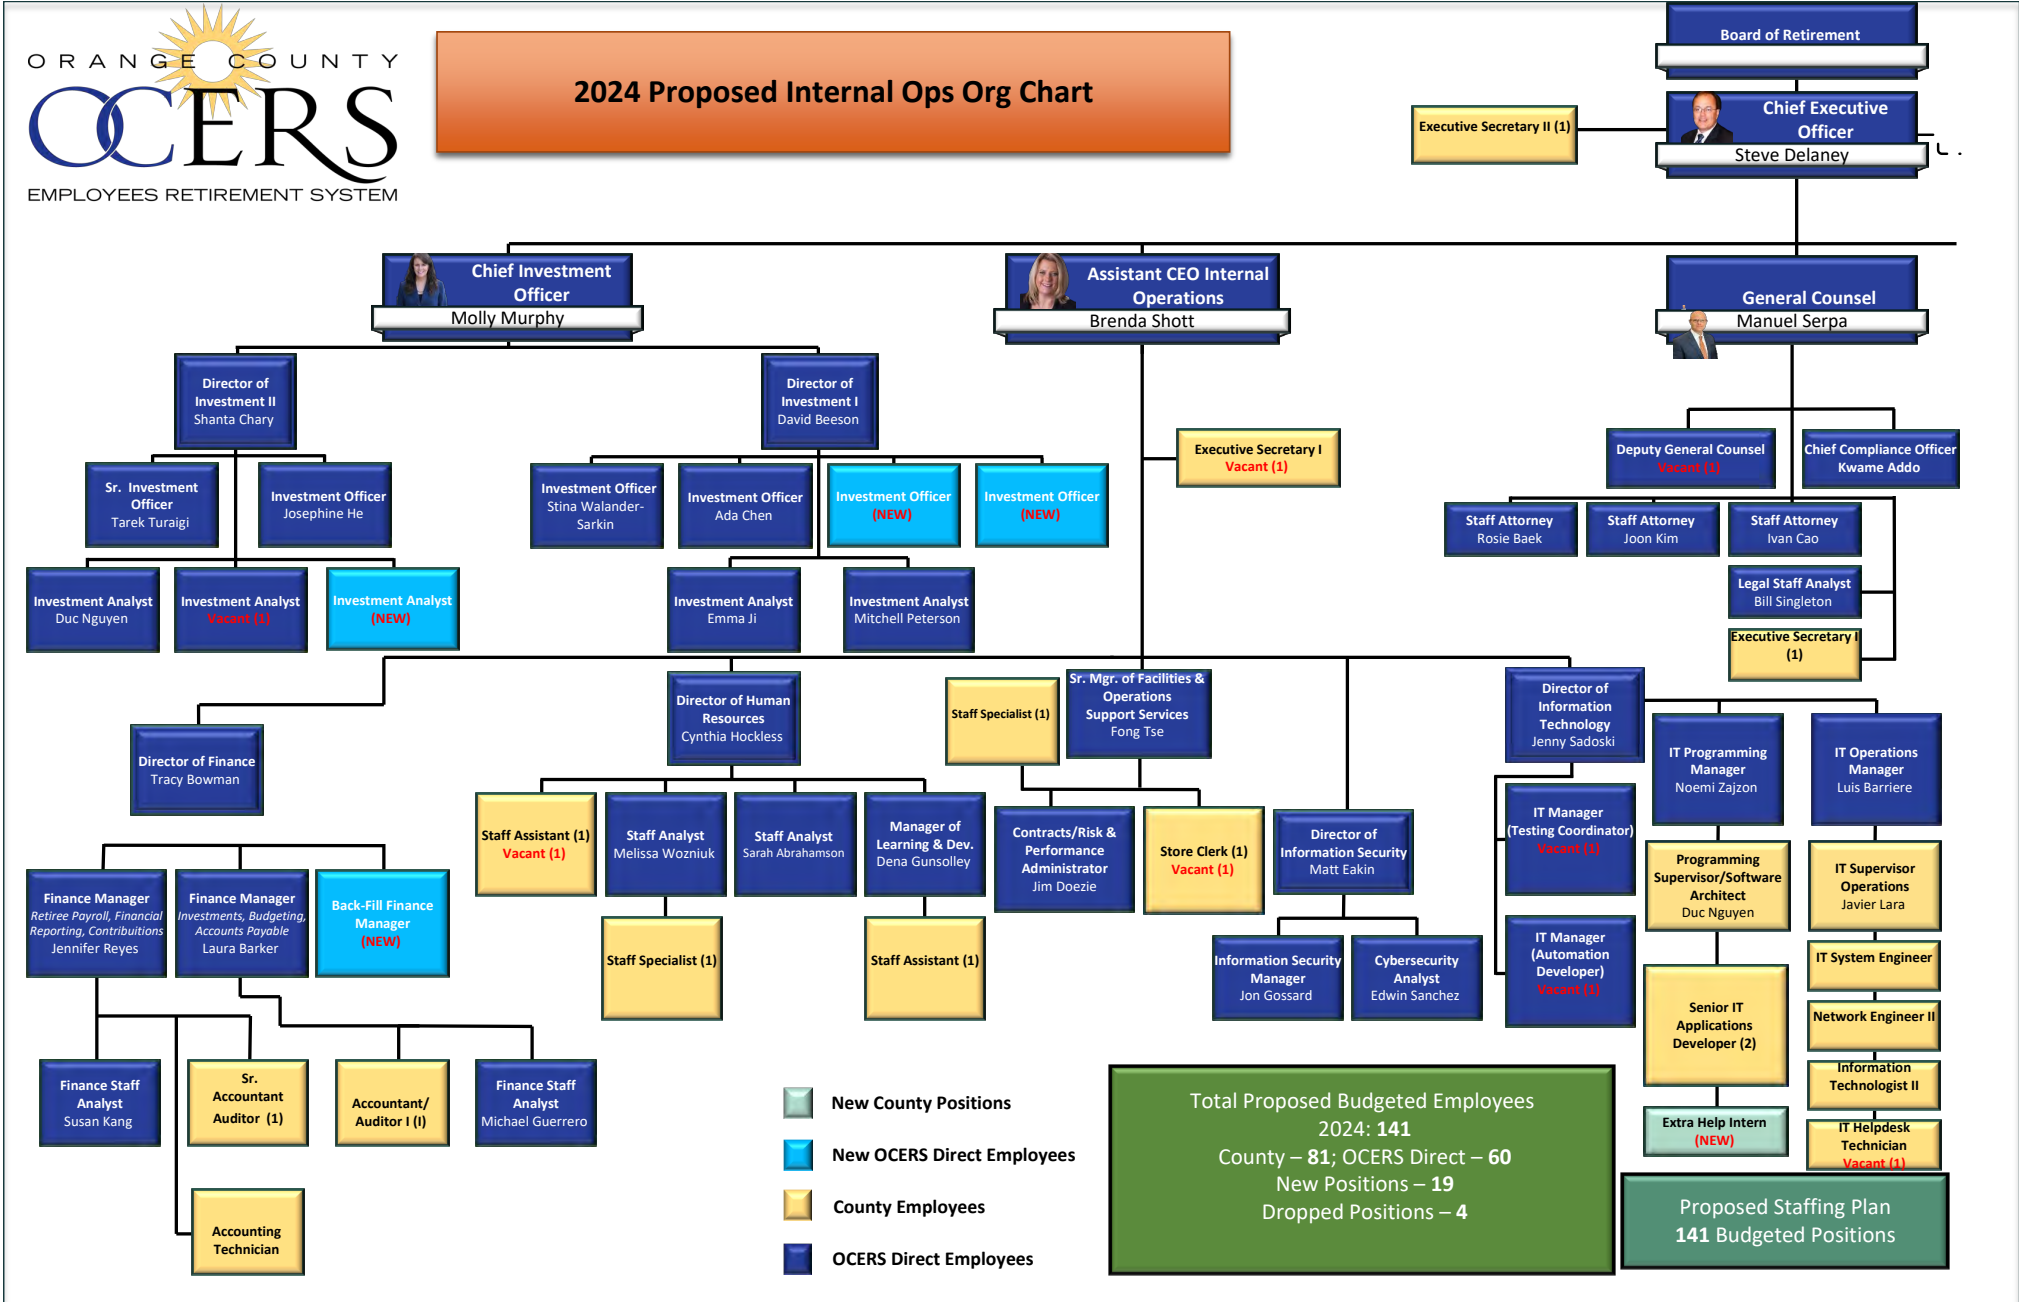 ORANGE COUNTY
OCERS
EMPLOYEES RETIREMENT SYSTEM
2024 Proposed Internal Ops Org Chart
Board of Retirement
Executive Secretary II (1)
Chief Executive
Officer
Steve Delaney
Chief Investment
Officer
Molly Murphy
Assistant CEO Internal
Operations
Brenda Shott
General Counsel
Manuel Serpa
Director of
Investment II
Shanta Chary
Director of
Investment I
David Beeson
Executive Secretary I
Vacant (1)
Deputy General Counsel
Vacant (1)
Chief Compliance Officer
Kwame Addo
Sr. Investment
Officer
Tarek Turaigi
Investment Officer
Josephine He
Investment Officer
Stina Walander-
Sarkin
Investment Officer
Ada Chen
Investment Officer
(NEW)
Investment Officer
(NEW)
Staff Attorney
Rosie Baek
Staff Attorney
Joon Kim
Staff Attorney
Ivan Cao
Investment Analyst
Duc Nguyen
Investment Analyst
Vacant (1)
Investment Analyst
(NEW)
Investment Analyst
Emma Ji
Investment Analyst
Mitchell Peterson
Legal Staff Analyst
Bill Singleton
Executive Secretary I
(1)
Director of Finance
Tracy Bowman
Director of Human
Resources
Cynthia Hockless
Staff Specialist (1)
Sr. Mgr. of Facilities &
Operations
Support Services
Fong Tse
Director of
Information
Technology
Jenny Sadoski
IT Programming
Manager
Noemi Zajzon
IT Operations
Manager
Luis Barriere
Staff Assistant (1)
Vacant (1)
Staff Analyst
Melissa Wozniuk
Staff Analyst
Sarah Abrahamson
Manager of
Learning & Dev.
Dena Gunsolley
Contracts/Risk &
Performance
Administrator
Jim Doezie
Store Clerk (1)
Vacant (1)
Director of
Information Security
Matt Eakin
IT Manager
(Testing Coordinator)
Vacant (1)
Programming
Supervisor/Software
Architect
Duc Nguyen
IT Supervisor
Operations
Javier Lara
Finance Manager
Retiree Payroll, Financial
Reporting, Contribuitions
Jennifer Reyes
Finance Manager
Investments, Budgeting,
Accounts Payable
Laura Barker
Back-Fill Finance
Manager
(NEW)
Staff Specialist (1)
Staff Assistant (1)
Information Security
Manager
Jon Gossard
Cybersecurity
Analyst
Edwin Sanchez
IT Manager
(Automation
Developer)
Vacant (1)
Senior IT
Applications
Developer (2)
IT System Engineer
Network Engineer II
Information
Technologist II
Extra Help Intern
(NEW)
IT Helpdesk
Technician
Vacant (1)
Finance Staff
Analyst
Susan Kang
Sr.
Accountant
Auditor (1)
Accountant/
Auditor I (I)
Finance Staff
Analyst
Michael Guerrero
Accounting
Technician
New County Positions
New OCERS Direct Employees
County Employees
OCERS Direct Employees
Total Proposed Budgeted Employees
2024: 141
County – 81; OCERS Direct – 60
New Positions – 19
Dropped Positions – 4
Proposed Staffing Plan
141 Budgeted Positions